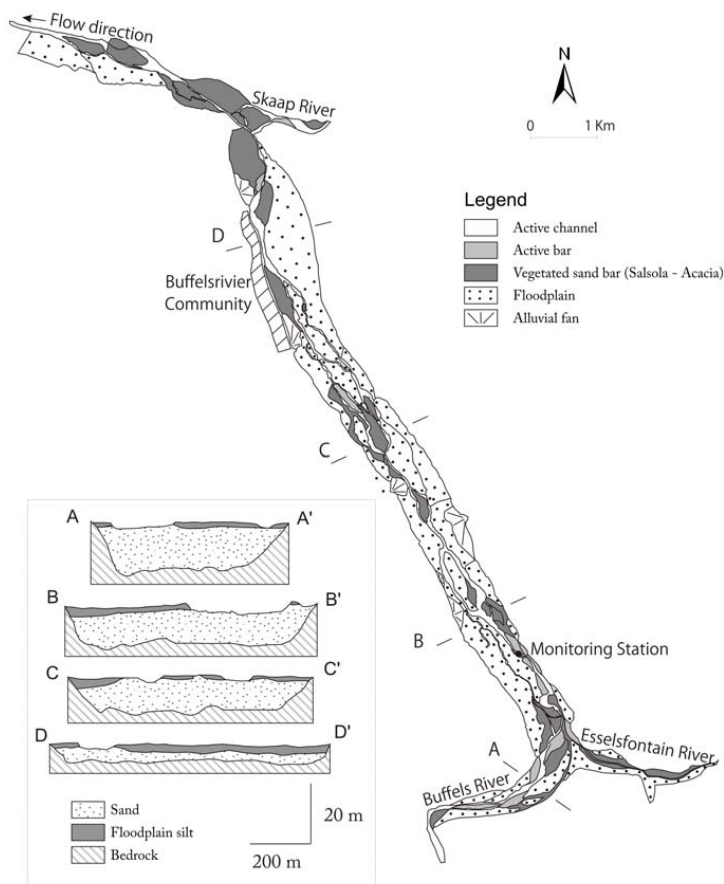 Flow direction
Skaap River
N
0 1 Km
Legend
Active channel
Active bar
Vegetated sand bar (Salsola - Acacia)
Floodplain
Alluvial fan
D
Buffelsrivier
Community
C
B
Monitoring Station
A
Esselsfontain River
Buffels River
A A'
B B'
C C'
D D'
Sand
Floodplain silt
Bedrock
20 m
200 m